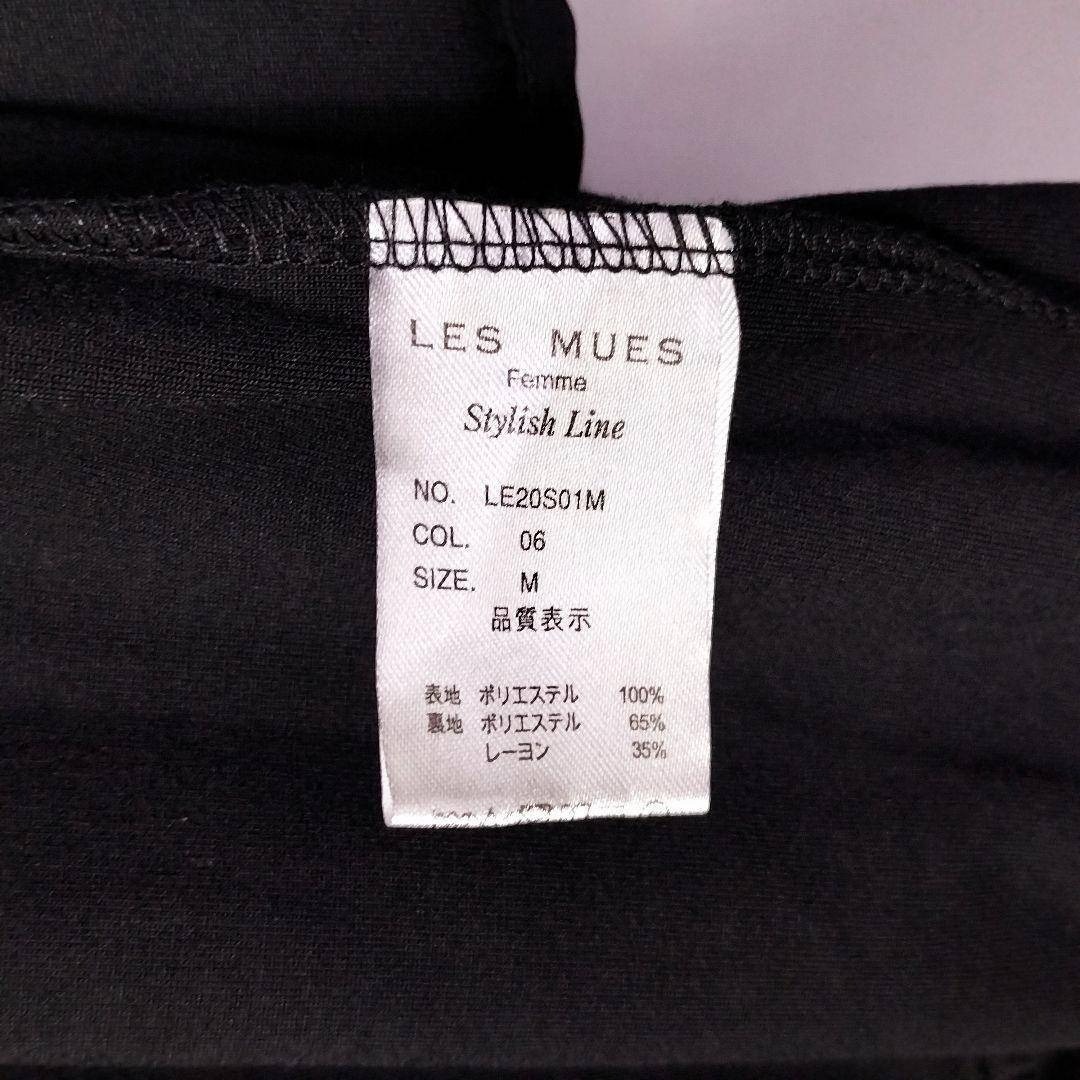 LES MUES
Femme
Stylish Line
NO. LE20S01M
COL. 06
SIZE. M
品質表示
表地 ポリエステル 100%
裏地 ポリエステル 65%
レーヨン 35%